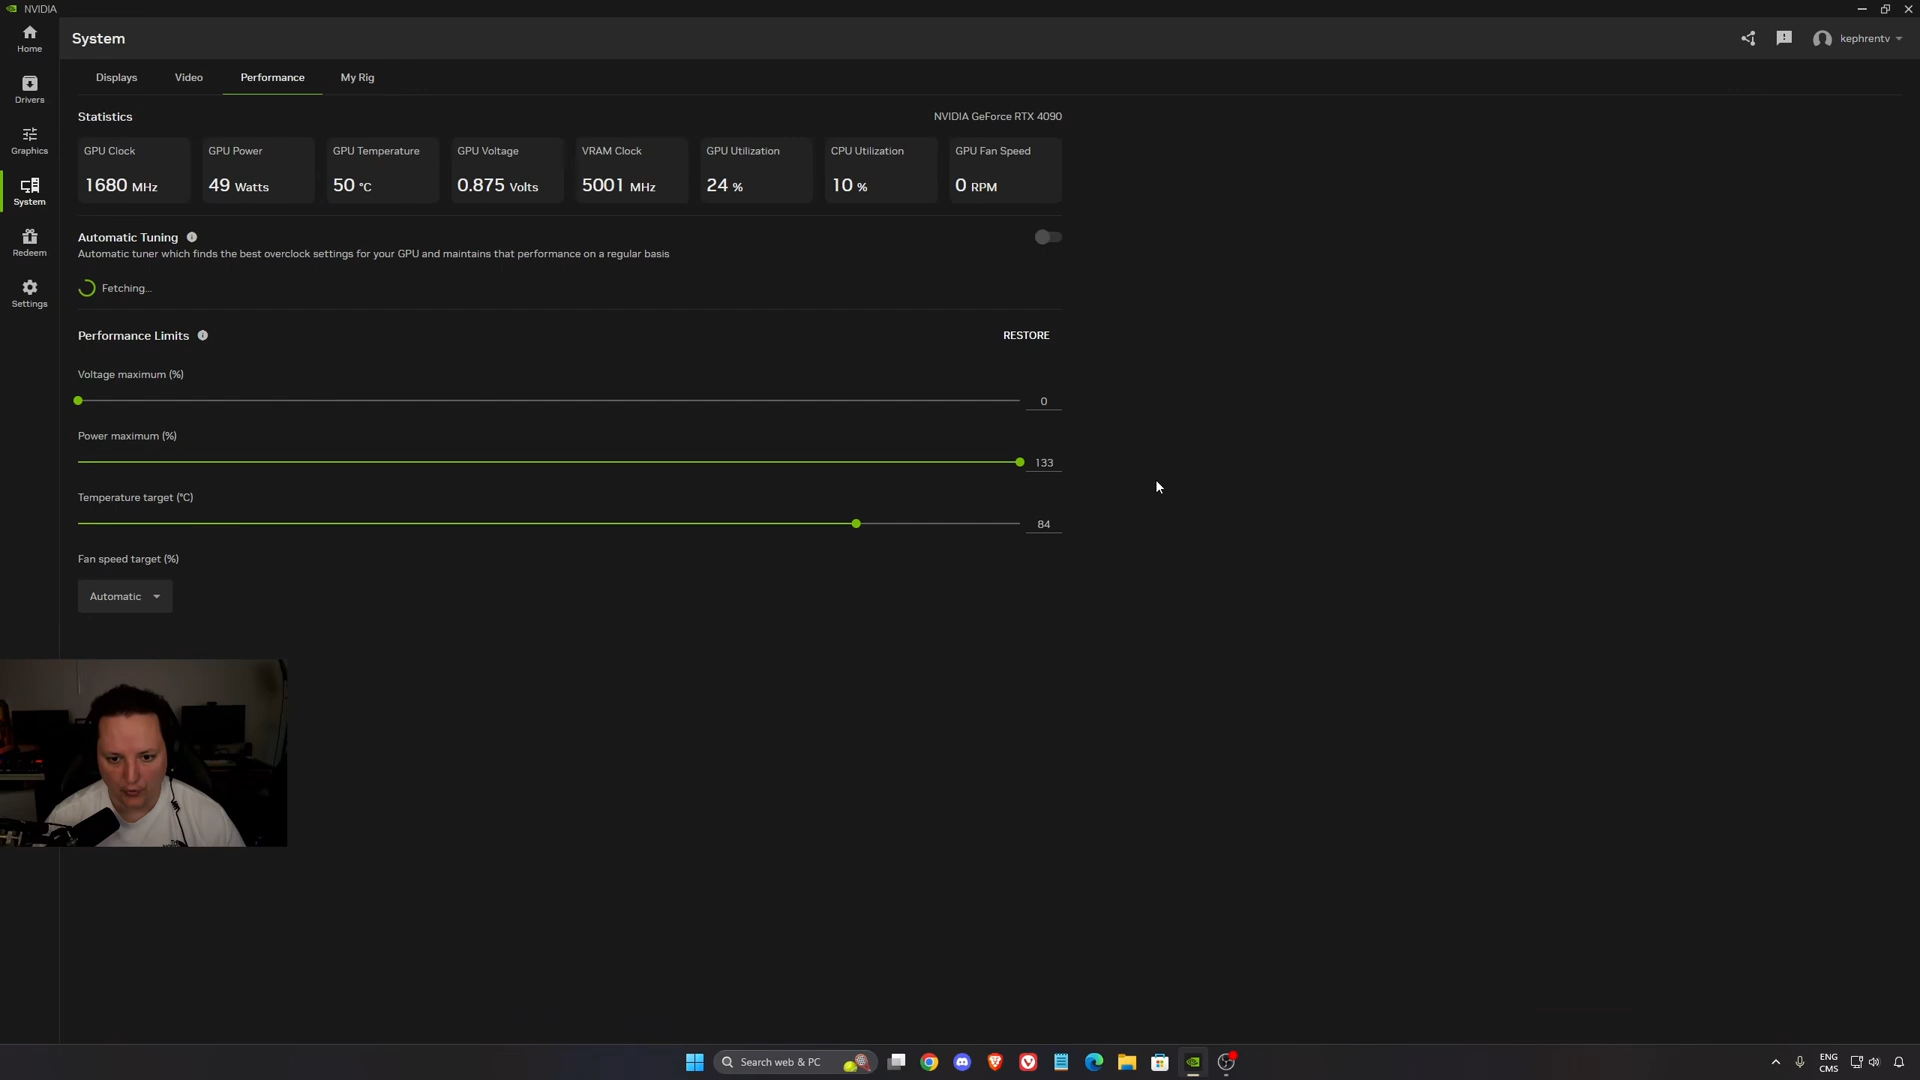 NVIDIA
System
kephrentv
Home
Drivers
Graphics
System
Redeem
Settings
Displays
Video
Performance
My Rig
Statistics
NVIDIA GeForce RTX 4090
GPU Clock
1680 MHz
GPU Power
49 Watts
GPU Temperature
50 °C
GPU Voltage
0.875 Volts
VRAM Clock
5001 MHz
GPU Utilization
24 %
CPU Utilization
10 %
GPU Fan Speed
0 RPM
Automatic Tuning
Automatic tuner which finds the best overclock settings for your GPU and maintains that performance on a regular basis
Fetching...
Performance Limits
RESTORE
Voltage maximum (%)
0
Power maximum (%)
133
Temperature target (°C)
84
Fan speed target (%)
Automatic
Search web & PC
ENG
CMS